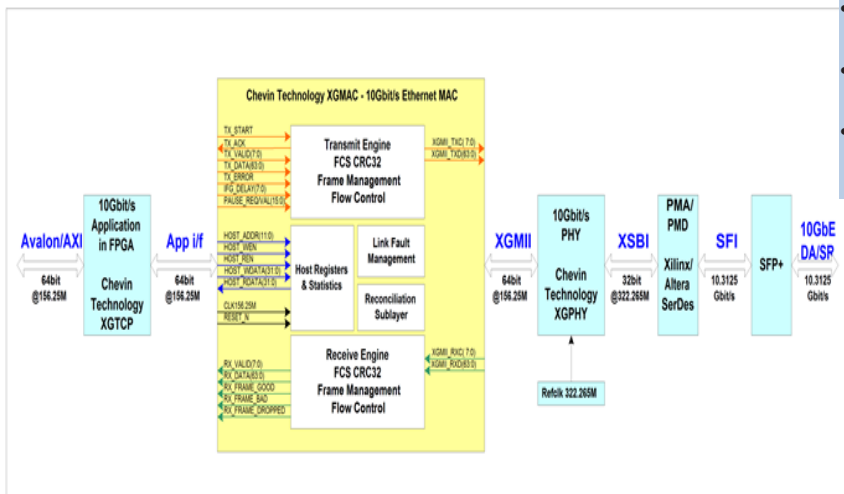 Chevin Technology XGMAC - 10Gbit/s Ethernet MAC
TX_START
TX_ACK
TX_VALID(7:0)
TX_DATA(63:0)
TX_ERROR
IFG_DELAY(7:0)
PAUSE_REQ/VAL(15:0)
Transmit Engine
FCS CRC32
Frame Management
Flow Control
XGMII_TXC( 7:0)
XGMII_TXD(63:0)
HOST_ADDR(11:0)
HOST_WEN
HOST_REN
HOST_WDATA(31:0)
HOST_RDATA(31:0)
CLK156.25M
RESET_N
Host Registers
& Statistics
Link Fault
Management
Reconciliation
Sublayer
RX_VALID(7:0)
RX_DATA(63:0)
RX_FRAME_GOOD
RX_FRAME_BAD
RX_FRAME_DROPPED
Receive Engine
FCS CRC32
Frame Management
Flow Control
XGMII_RXC( 7:0)
XGMII_RXD(63:0)
Avalon/AXI
64bit
@156.25M
10Gbit/s
Application
in FPGA
Chevin
Technology
XGTCP
App i/f
64bit
@156.25M
XGMII
64bit
@156.25M
10Gbit/s
PHY
Chevin
Technology
XGPHY
Refclk 322.265M
XSBI
32bit
@322.265M
PMA/
PMD
Xilinx/
Altera
SerDes
SFI
10.3125
Gbit/s
SFP+
10GbE
DA/SR
10.3125
Gbit/s